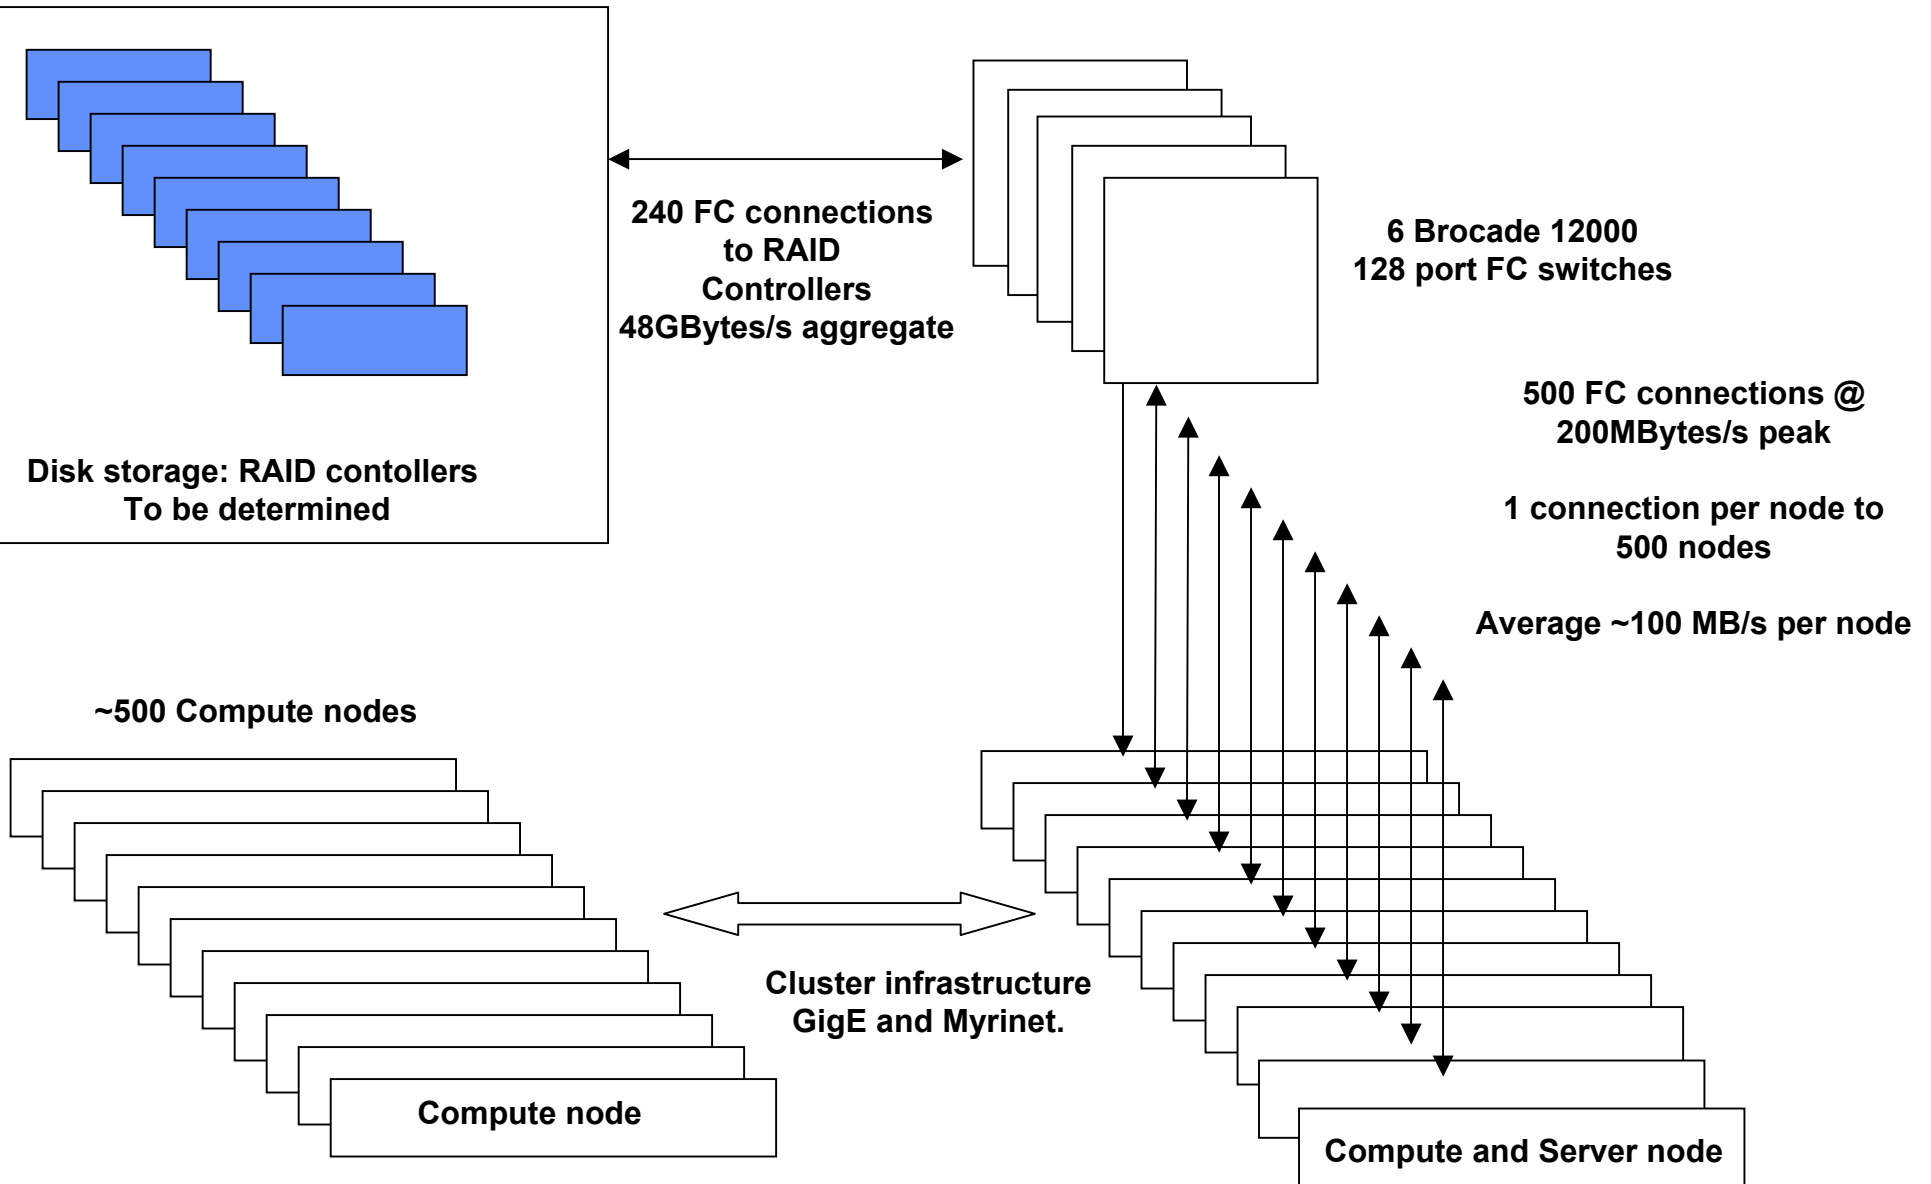 240 FC connections
to RAID
Controllers
48GBytes/s aggregate
6 Brocade 12000
128 port FC switches
Disk storage: RAID contollers
To be determined
500 FC connections @
200MBytes/s peak
1 connection per node to
500 nodes
Average ~100 MB/s per node
~500 Compute nodes
Cluster infrastructure
GigE and Myrinet.
Compute node
Compute and Server node